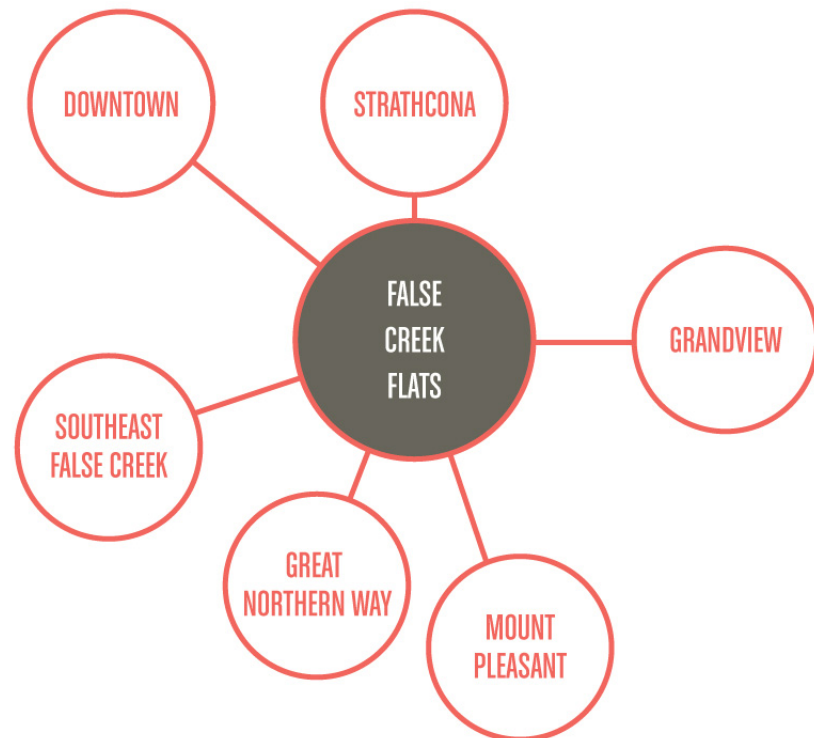 DOWNTOWN
STRATHCONA
FALSE
CREEK
FLATS
GRANDVIEW
SOUTHEAST
FALSE CREEK
GREAT
NORTHERN WAY
MOUNT
PLEASANT